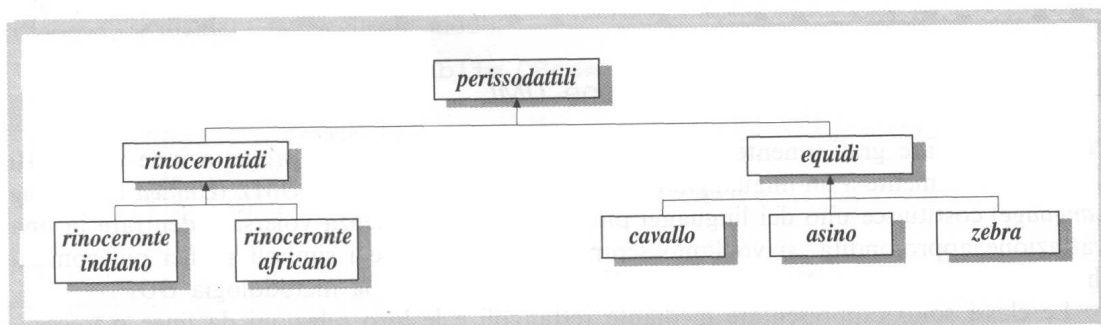 perissodattili
rinocerontidi
equidi
rinoceronte
indiano
rinoceronte
africano
cavallo
asino
zebra